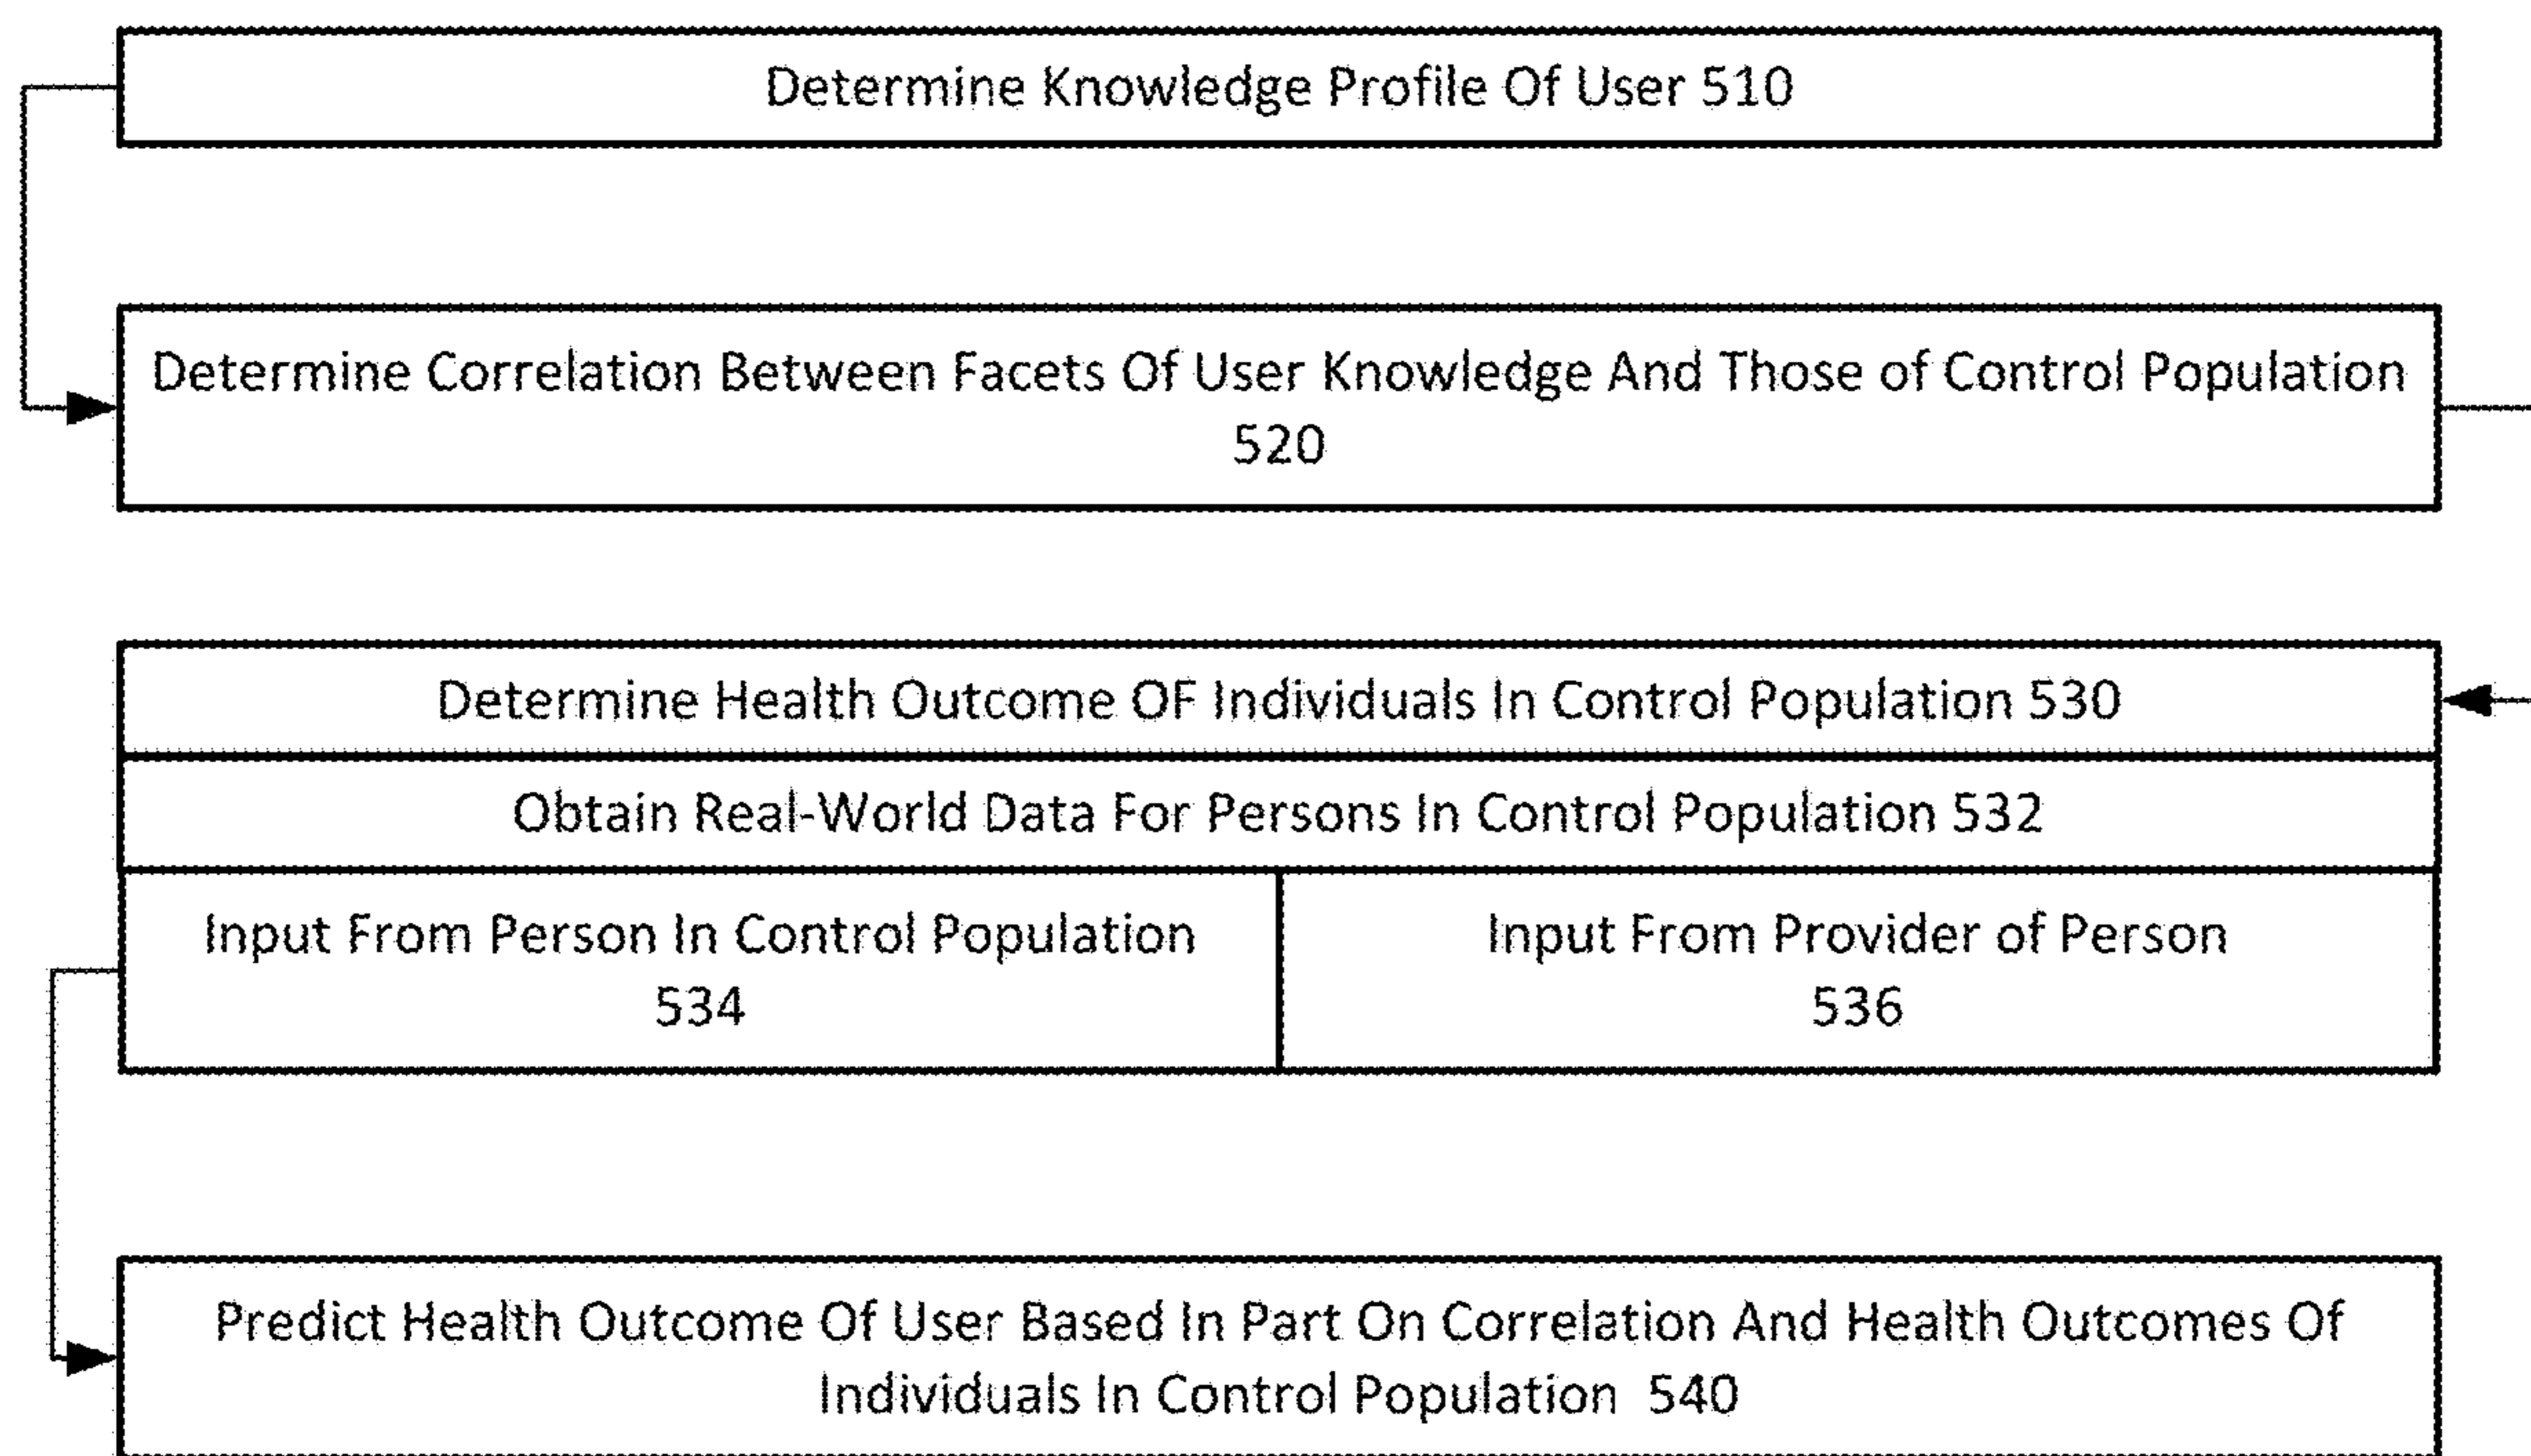 Determine Knowledge Profile Of User 510
Determine Correlation Between Facets Of User Knowledge And Those of Control Population
520
Determine Health Outcome OF Individuals In Control Population 530
Obtain Real-World Data For Persons In Control Population 532
Input From Person In Control Population
534
Input From Provider of Person
536
Predict Health Outcome Of User Based In Part On Correlation And Health Outcomes Of
Individuals In Control Population 540